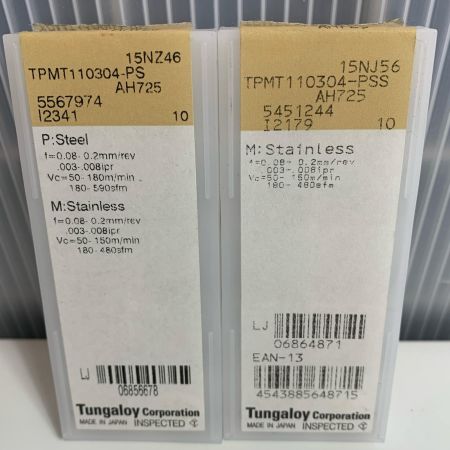 15NZ46
TPMT110304-PS
AH725
5567974
I2341 10
P:Steel
f=0.08- 0.2mm/rev
.003-.008ipr
Vc=50- 180m/min
180- 590sfm
M:Stainless
f=0.08- 0.2mm/rev
.003-.008ipr
Vc=50- 150m/min
180- 480sfm
LJ
06856678
Tungaloy Corporation
MADE IN JAPAN INSPECTED
15NJ56
TPMT110304-PSS
AH725
5451244
I2179 10
M:Stainless
f=0.08- 0.2mm/rev
.003-.008ipr
Vc=50- 150m/min
180- 480sfm
LJ
06864871
EAN-13
4543885648715
Tungaloy Corporation
MADE IN JAPAN INSPECTED